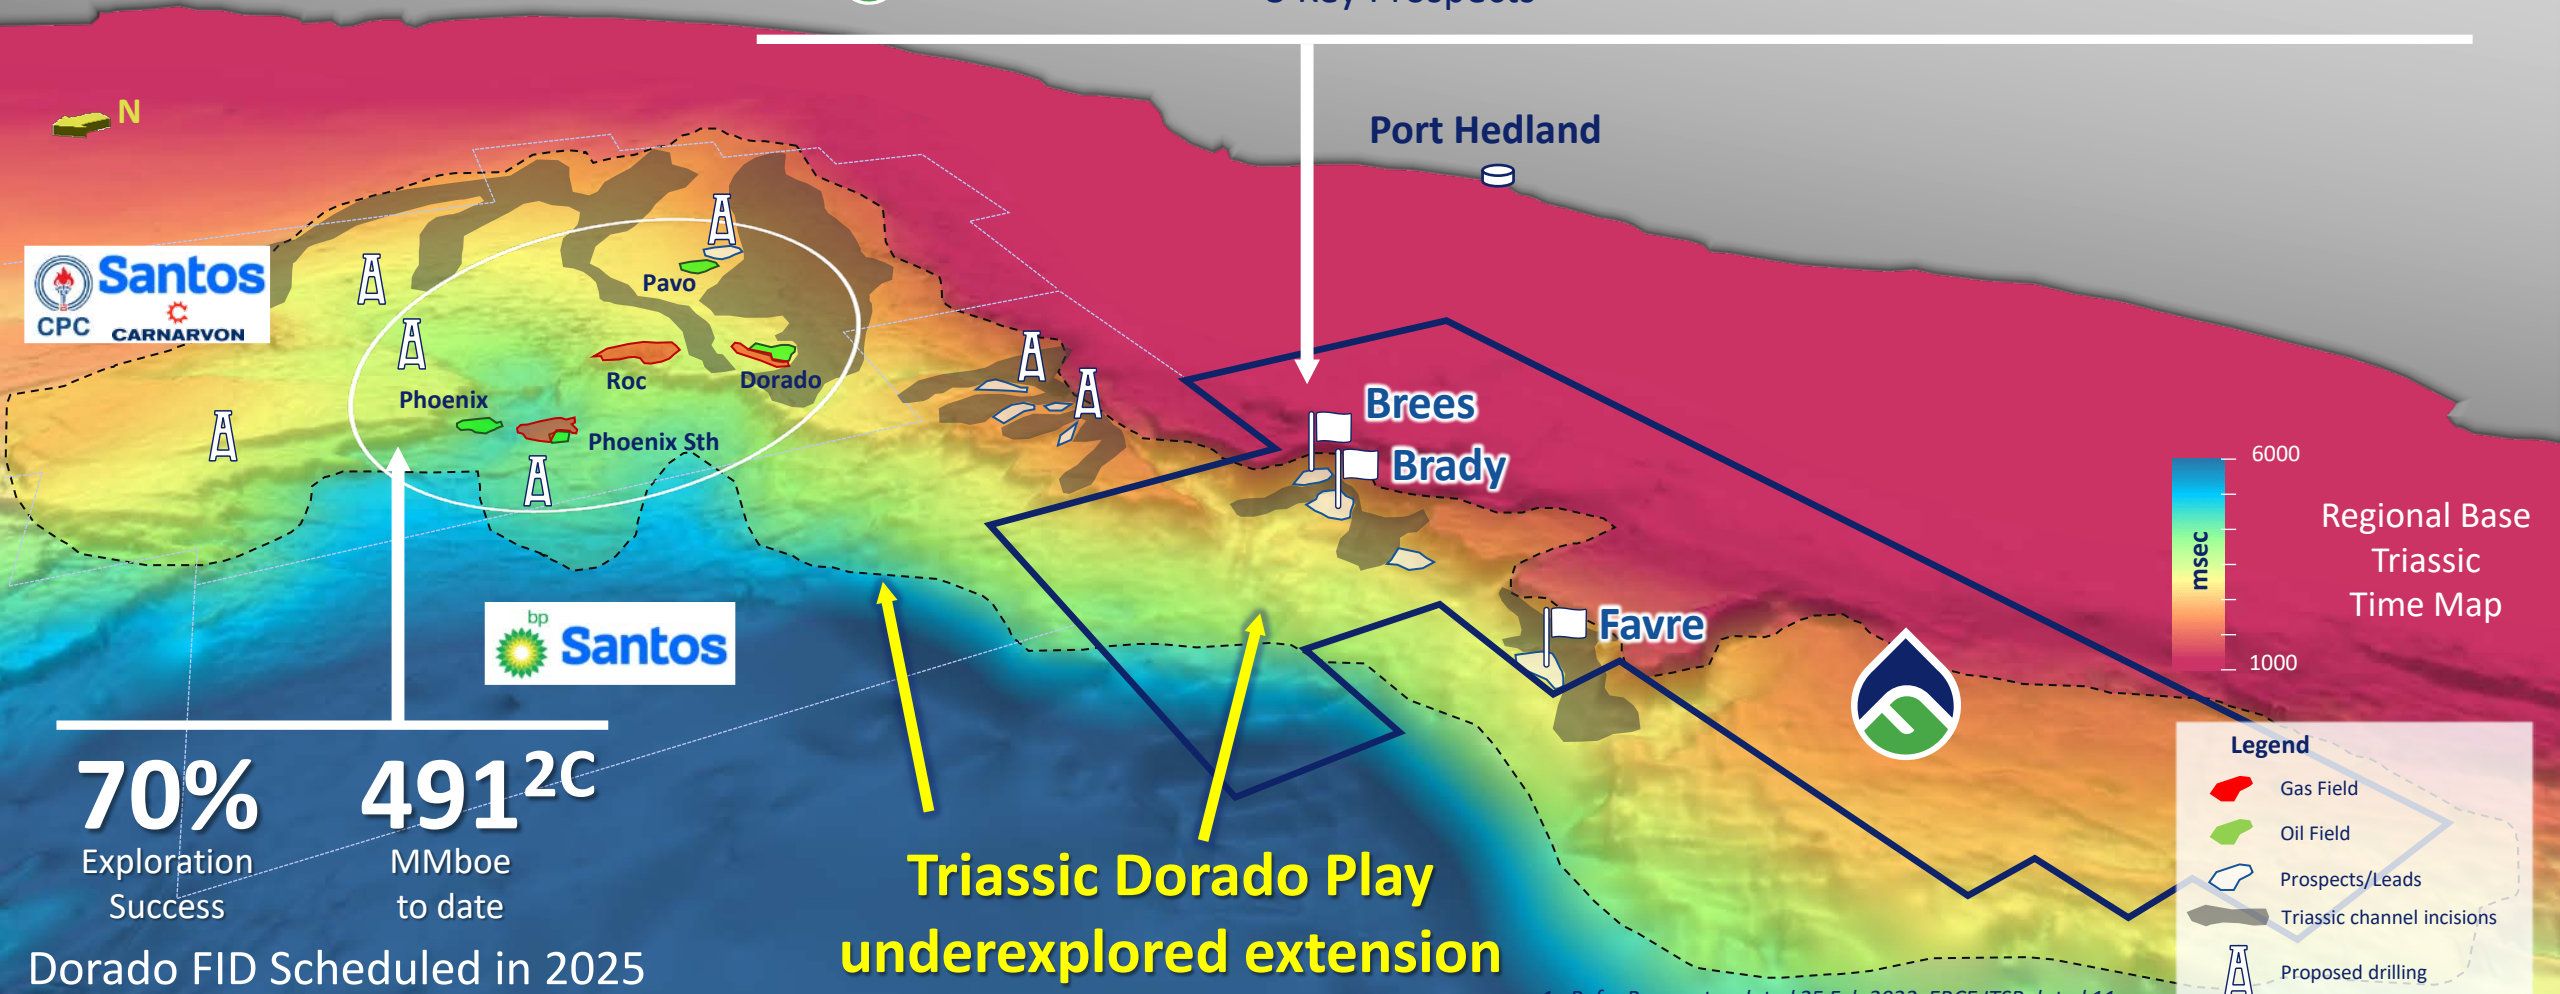 Key Prospects
N
Port Hedland
Santos
CPC
CARNARVON
Pavo
Roc
Dorado
Phoenix
Phoenix Sth
Brees
Brady
Favre
6000
msec
1000
Regional Base
Triassic
Time Map
bp
Santos
70%
Exploration
Success
491 2C
MMboe
to date
Dorado FID Scheduled in 2025
Triassic Dorado Play
underexplored extension
Legend
Gas Field
Oil Field
Prospects/Leads
Triassic channel incisions
Proposed drilling